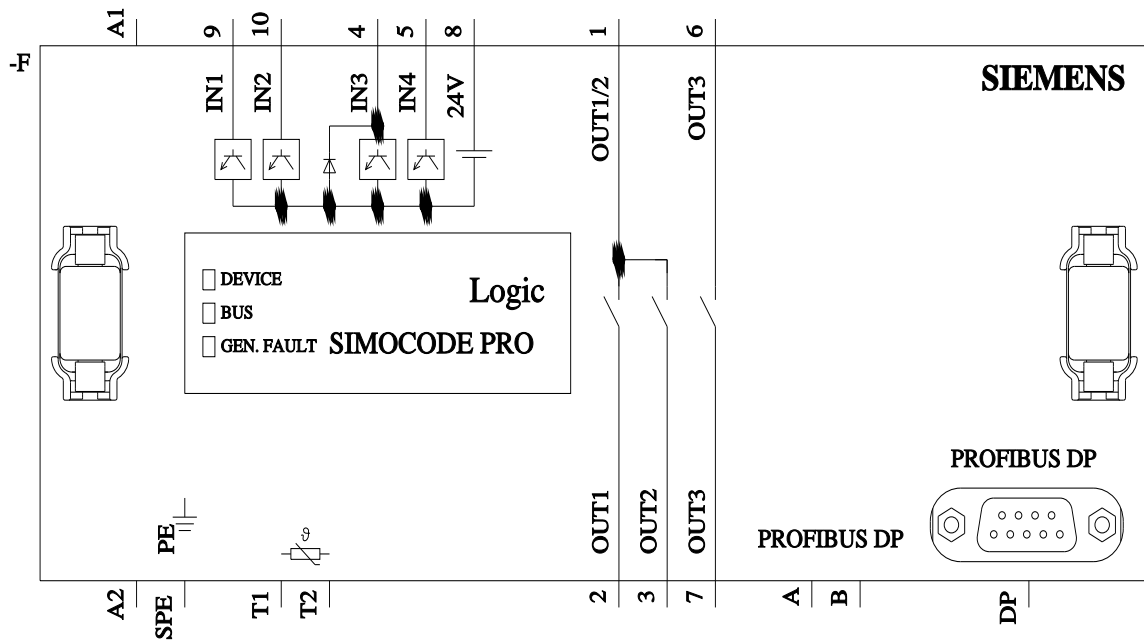 A1
9
10
4
5
8
1
6
-F
IN1
IN2
IN3
IN4
24V
OUT1/2
OUT3
SIEMENS
DEVICE
BUS
GEN. FAULT
Logic
SIMOCODE PRO
PROFIBUS DP
PE
ϑ
OUT1
OUT2
OUT3
PROFIBUS DP
A2
SPE
T1
T2
2
3
7
A
B
DP